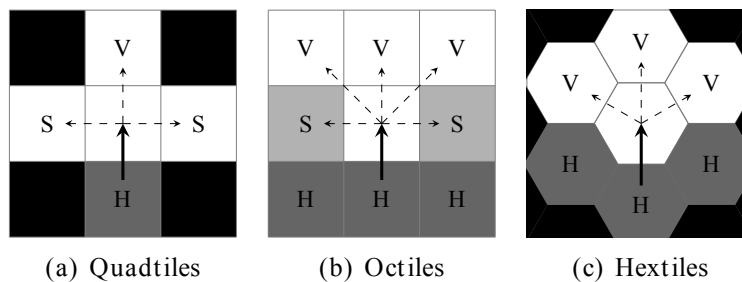 V V V V V
S S S S V V
H H H H H H H
(a) Quadtiles (b) Octiles (c) Hextiles